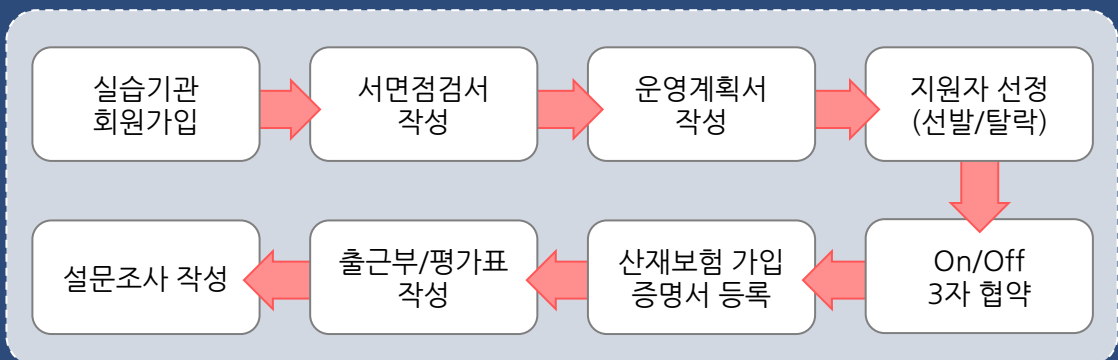 실습기관
회원가입
서면점검서
작성
운영계획서
작성
지원자 선정
(선발/탈락)
On/Off
3자 협약
산재보험 가입
증명서 등록
출근부/평가표
작성
설문조사 작성